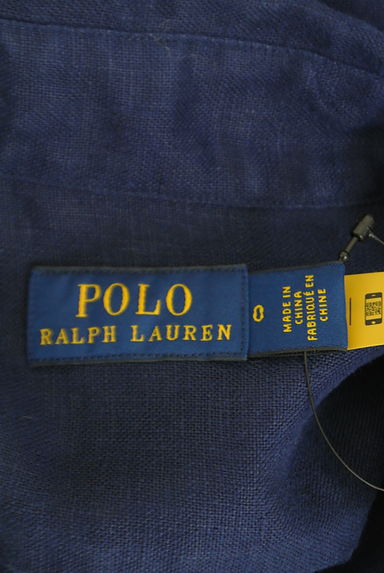 POLO
RALPH LAUREN
0
MADE IN
CHINA
FABRIQUÉ EN
CHINE